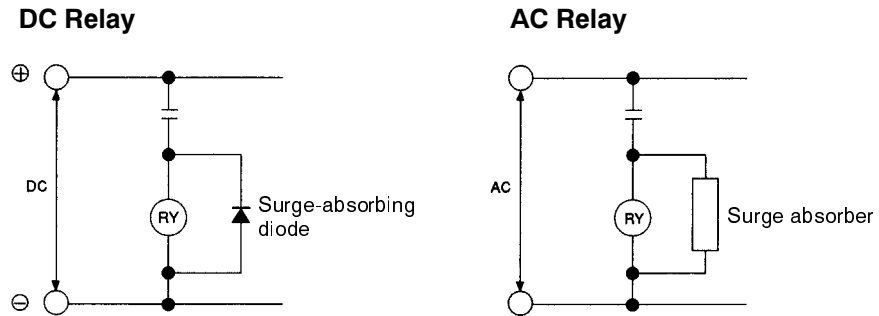 DC Relay
AC Relay
⊕
DC
RY
Surge-absorbing
diode
⊖
AC
RY
Surge absorber